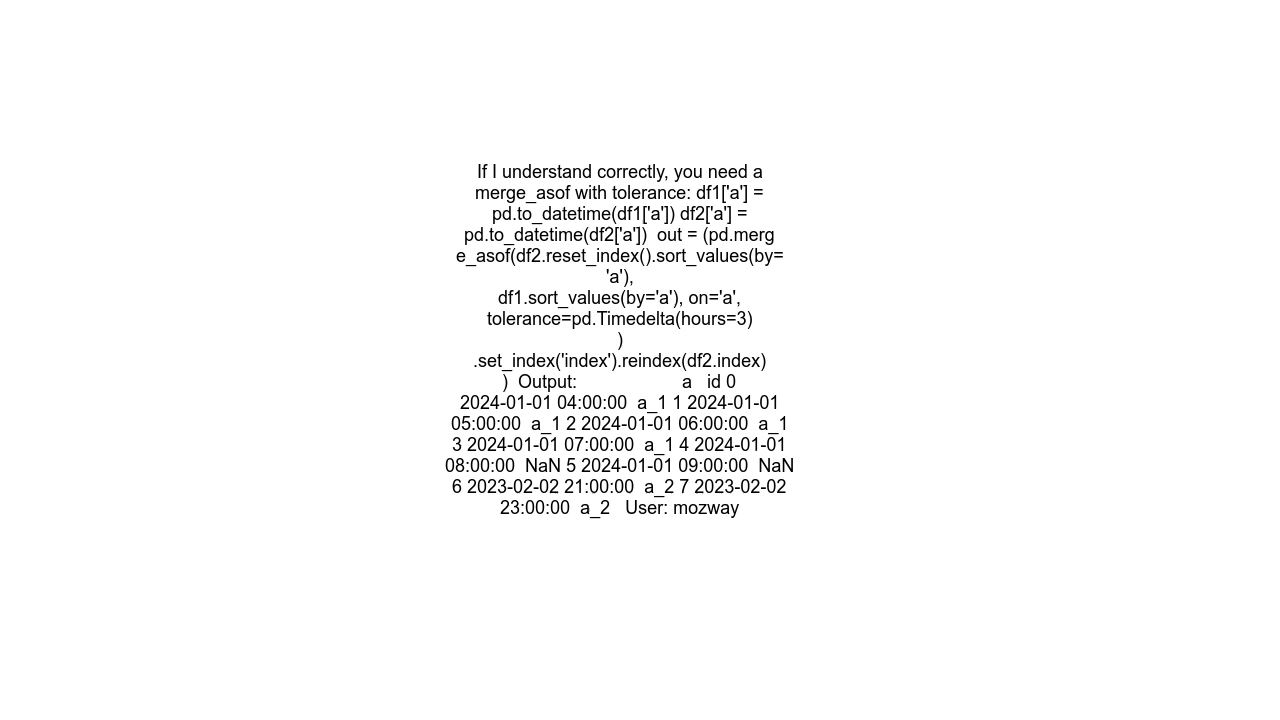 If I understand correctly, you need a
merge_asof with tolerance: df1['a'] =
pd.to_datetime(df1['a']) df2['a'] =
pd.to_datetime(df2['a'])  out = (pd.merg
e_asof(df2.reset_index().sort_values(by=
'a'),
df1.sort_values(by='a'), on='a',
tolerance=pd.Timedelta(hours=3)
)
.set_index('index').reindex(df2.index)
)  Output:                     a   id 0
2024-01-01 04:00:00  a_1 1 2024-01-01
05:00:00  a_1 2 2024-01-01 06:00:00  a_1
3 2024-01-01 07:00:00  a_1 4 2024-01-01
08:00:00  NaN 5 2024-01-01 09:00:00  NaN
6 2023-02-02 21:00:00  a_2 7 2023-02-02
23:00:00  a_2   User: mozway